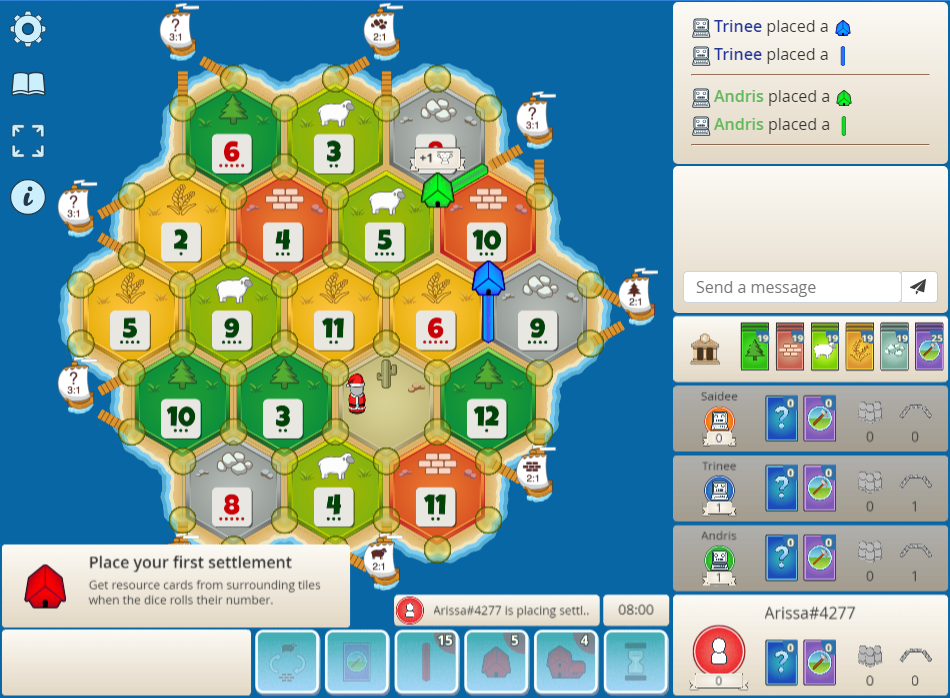 Trinee placed a
Trinee placed a
Andris placed a
Andris placed a
Send a message
19 19 19 19 19 25
Saidee
0 0 0 0 0
Trinee
1 0 0 0 1
Andris
1 0 0 0 1
Arissa#4277
0 0 0 0 0
?
3:1
2:1
?
3:1
6 3
+1
?
3:1
2 4 5 10
2:1
5 9 11 6 9
?
3:1
10 3 12
8 4 11
2:1
2:1
Place your first settlement
Get resource cards from surrounding tiles
when the dice rolls their number.
Arissa#4277 is placing settl..
08:00
15 5 4
i
? ? ? ?